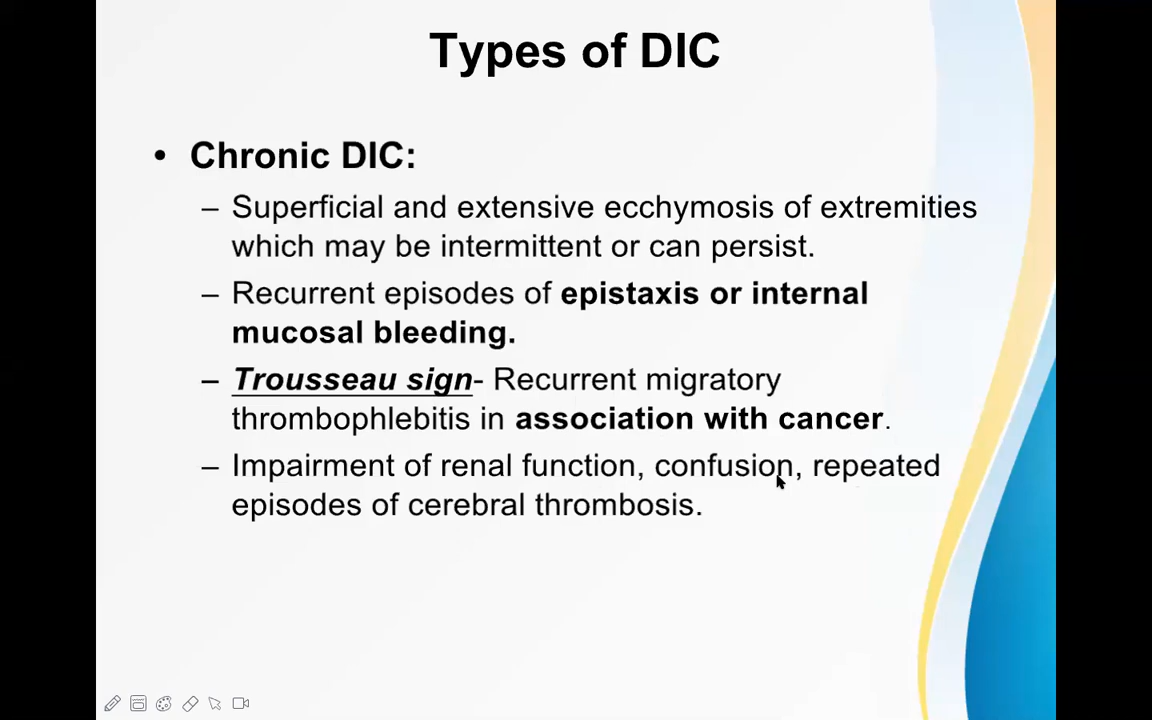 Types of DIC
• Chronic DIC:
– Superficial and extensive ecchymosis of extremities
which may be intermittent or can persist.
– Recurrent episodes of epistaxis or internal
mucosal bleeding.
– Trousseau sign- Recurrent migratory
thrombophlebitis in association with cancer.
– Impairment of renal function, confusion, repeated
episodes of cerebral thrombosis.